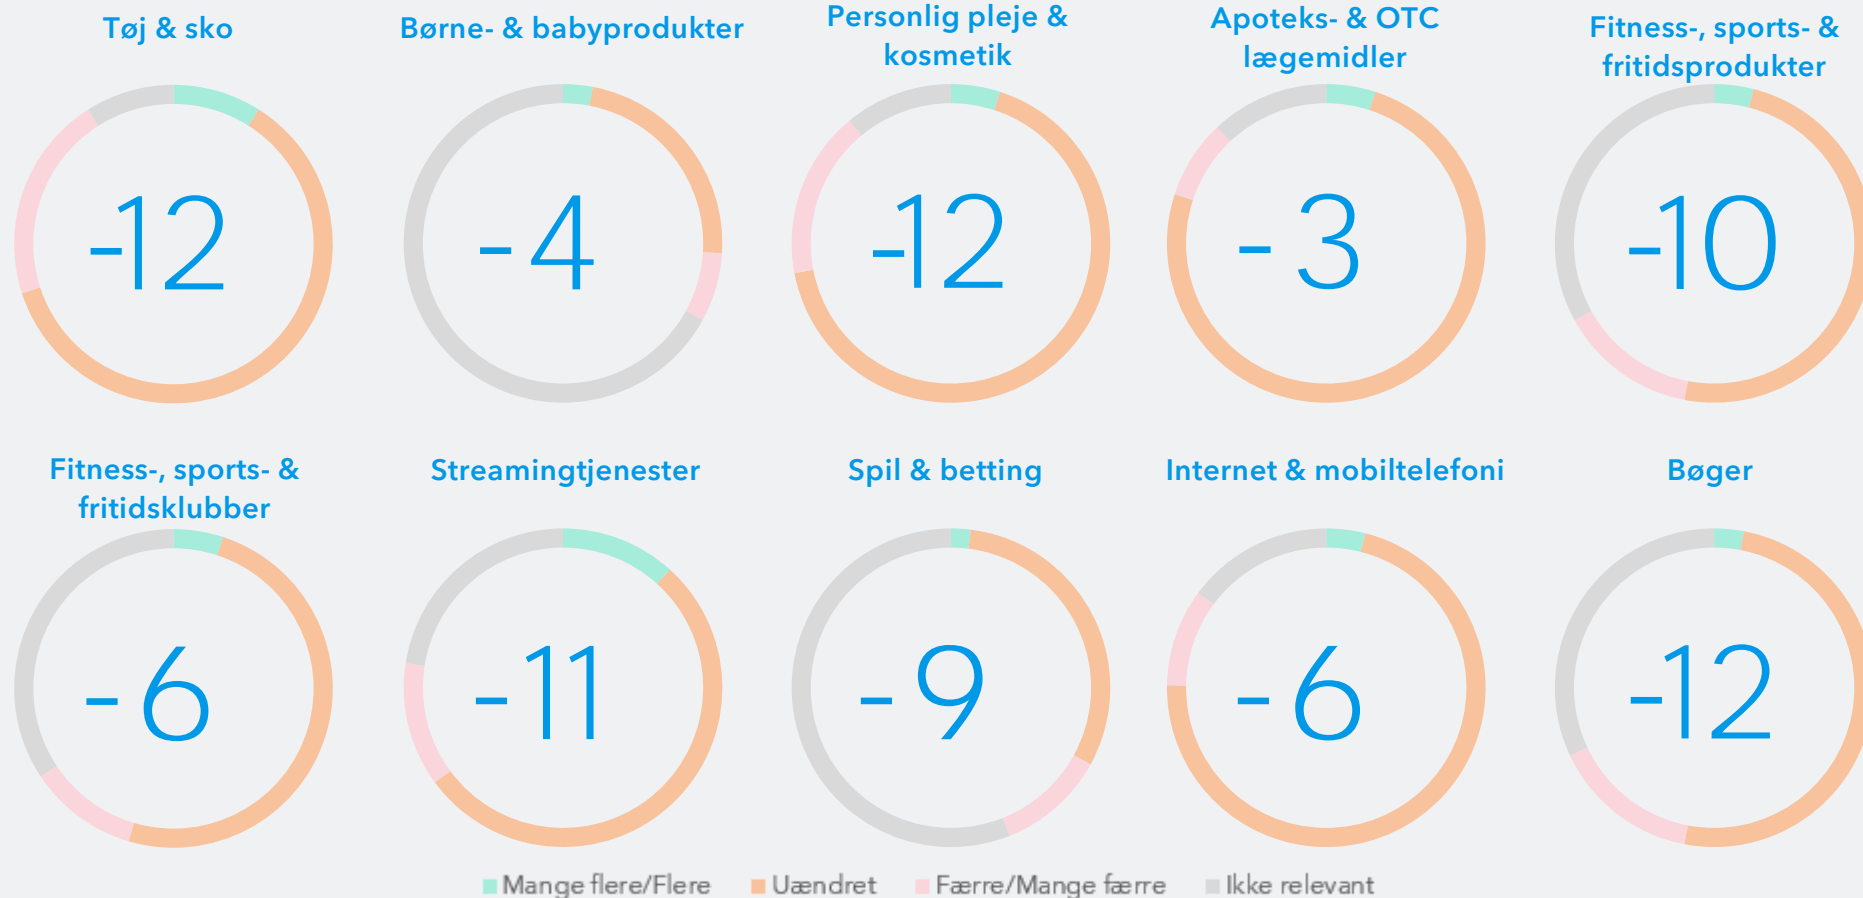 Tøj & sko
Børne- & babyprodukter
Personlig pleje &
kosmetik
Apoteks- & OTC
lægemidler
Fitness-, sports- &
fritidsprodukter
-12
- 4
-12
- 3
-10
Fitness-, sports- &
fritidsklubber
Streamingtjenester
Spil & betting
Internet & mobiltelefoni
Bøger
- 6
- 11
- 9
- 6
-12
Mange flere/Flere
Uændret
Færre/Mange færre
Ikke relevant